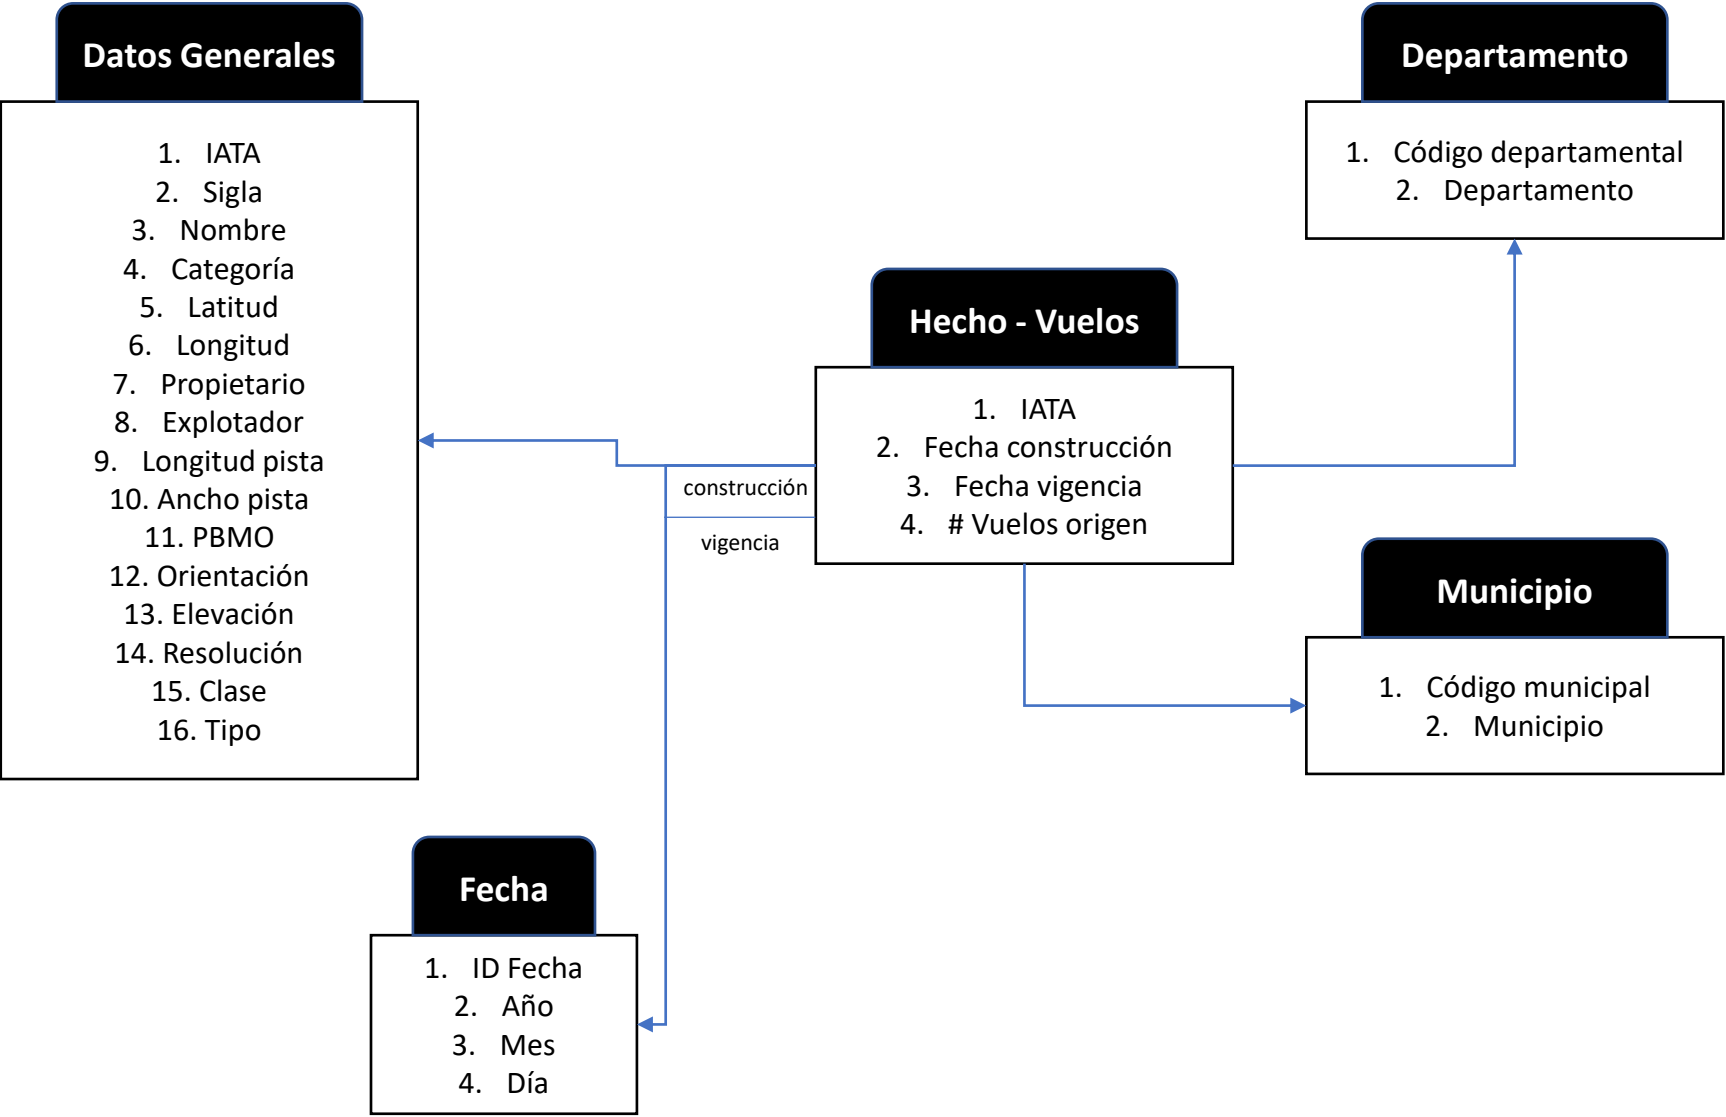 Datos Generales
1. IATA
2. Sigla
3. Nombre
4. Categoría
5. Latitud
6. Longitud
7. Propietario
8. Explotador
9. Longitud pista
10. Ancho pista
11. PBMO
12. Orientación
13. Elevación
14. Resolución
15. Clase
16. Tipo
Hecho - Vuelos
1. IATA
2. Fecha construcción
3. Fecha vigencia
4. # Vuelos origen
construcción
vigencia
Departamento
1. Código departamental
2. Departamento
Municipio
1. Código municipal
2. Municipio
Fecha
1. ID Fecha
2. Año
3. Mes
4. Día